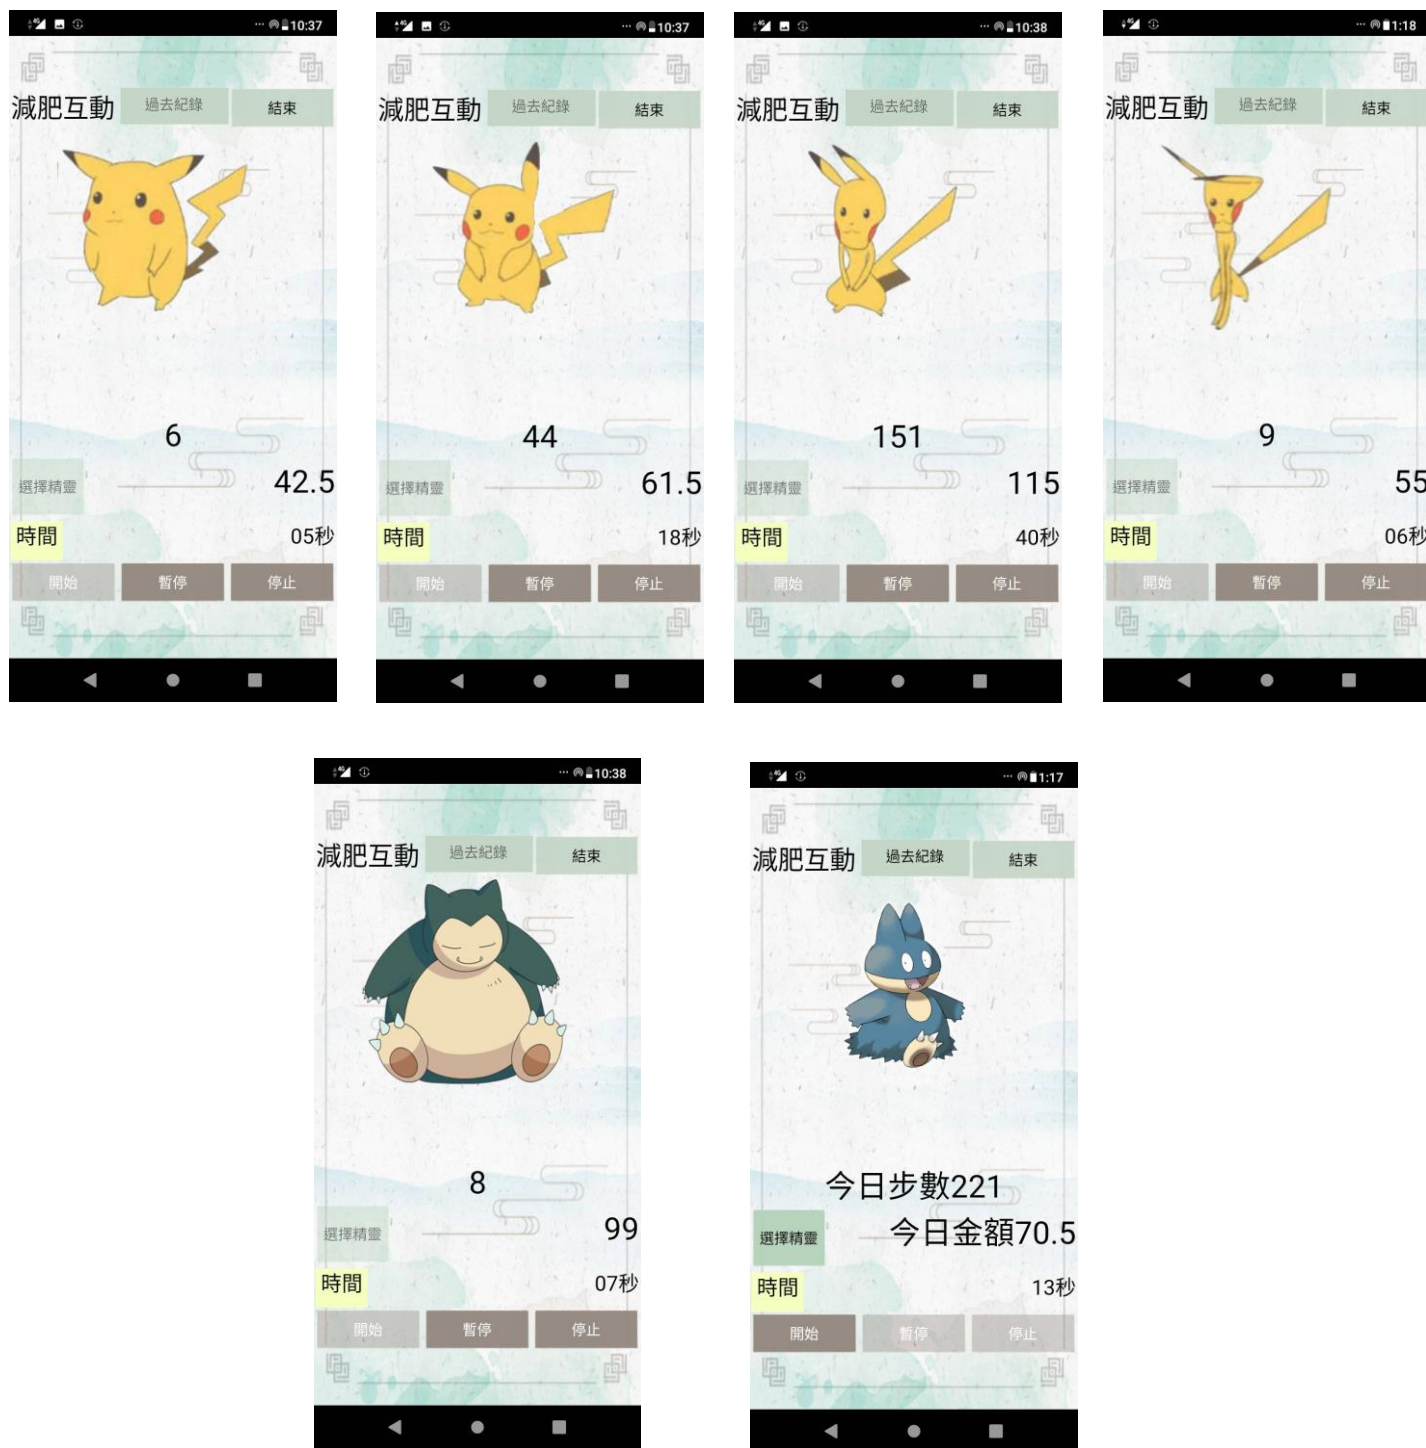 10:37
減肥互動 過去紀錄 結束
6
選擇精靈 42.5
時間 05秒
開始 暫停 停止
10:37
減肥互動 過去紀錄 結束
44
選擇精靈 61.5
時間 18秒
開始 暫停 停止
10:38
減肥互動 過去紀錄 結束
151
選擇精靈 115
時間 40秒
開始 暫停 停止
1:18
減肥互動 過去紀錄 結束
9
選擇精靈 55
時間 06秒
開始 暫停 停止
10:38
減肥互動 過去紀錄 結束
8
選擇精靈 99
時間 07秒
開始 暫停 停止
1:17
減肥互動 過去紀錄 結束
今日步數221
選擇精靈 今日金額70.5
時間 13秒
開始 暫停 停止